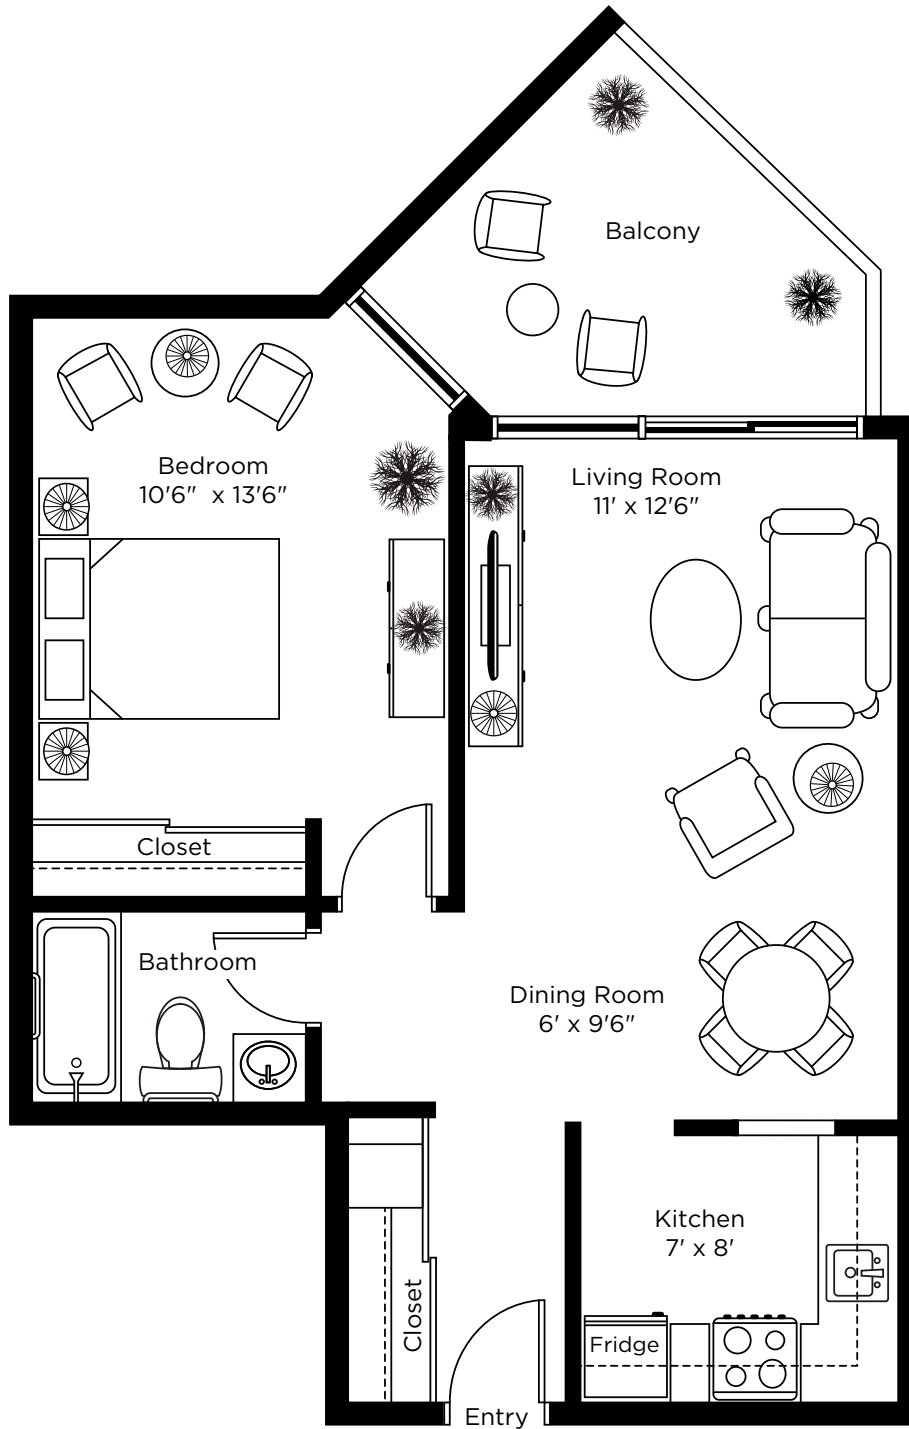 Balcony
Bedroom
10'6"  x 13'6"
Living Room
11' x 12'6"
Closet
Bathroom
Dining Room
6' x 9'6"
Kitchen
7' x 8'
Closet
Fridge
Entry